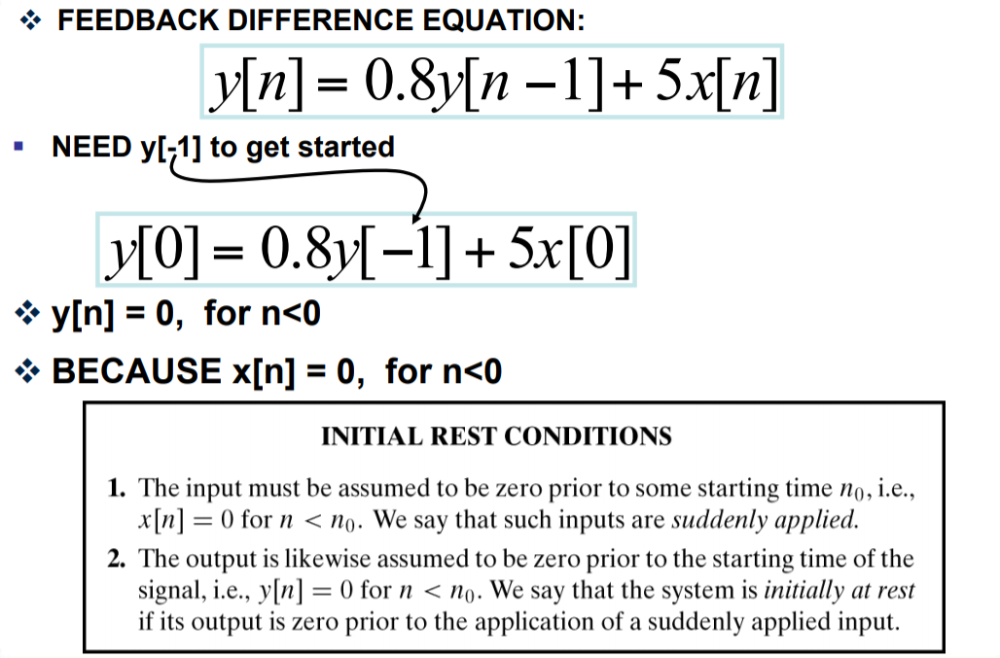 ❖ FEEDBACK DIFFERENCE EQUATION:
y[n] = 0.8y[n −1]+ 5x[n]
▪ NEED y[-1] to get started
y[0] = 0.8y[−1] + 5x[0]
❖ y[n] = 0, for n<0
❖ BECAUSE x[n] = 0, for n<0
INITIAL REST CONDITIONS
1. The input must be assumed to be zero prior to some starting time n₀, i.e.,
x[n] = 0 for n < n₀. We say that such inputs are suddenly applied.
2. The output is likewise assumed to be zero prior to the starting time of the
signal, i.e., y[n] = 0 for n < n₀. We say that the system is initially at rest
if its output is zero prior to the application of a suddenly applied input.